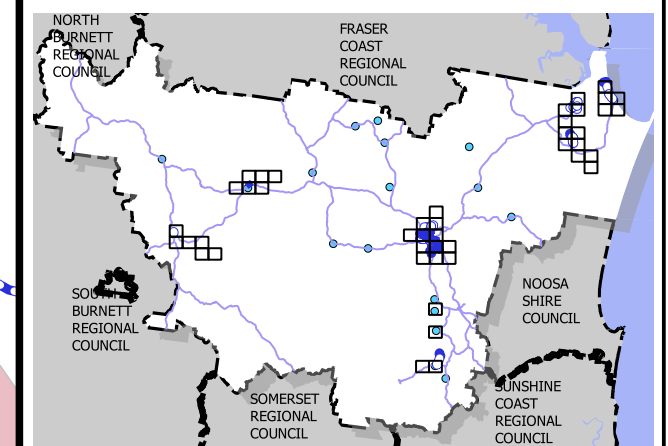 NORTH
BURNETT
REGIONAL
COUNCIL
FRASER
COAST
REGIONAL
COUNCIL
SOUTH
BURNETT
REGIONAL
COUNCIL
NOOSA
SHIRE
COUNCIL
SOMERSET
REGIONAL
COUNCIL
SUNSHINE
COAST
REGIONAL
COUNCIL